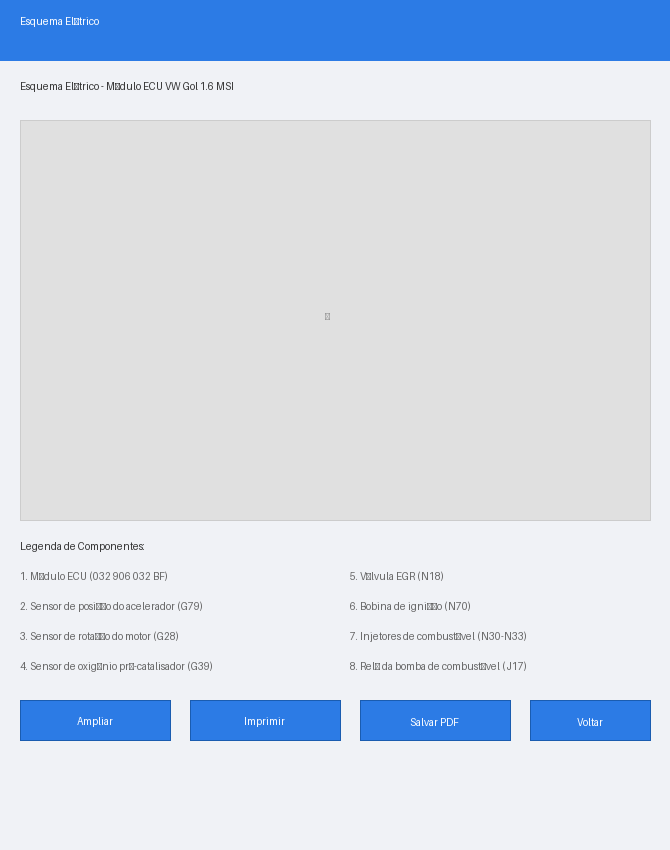 Esquema El☒trico
Esquema El☒trico - M☒dulo ECU VW Gol 1.6 MSI
☒
Legenda de Componentes:
1. M☒dulo ECU (032 906 032 BF)
2. Sensor de posi☒☒o do acelerador (G79)
3. Sensor de rota☒☒o do motor (G28)
4. Sensor de oxig☒nio pr☒-catalisador (G39)
5. V☒lvula EGR (N18)
6. Bobina de igni☒☒o (N70)
7. Injetores de combust☒vel (N30-N33)
8. Rel☒ da bomba de combust☒vel (J17)
Ampliar
Imprimir
Salvar PDF
Voltar